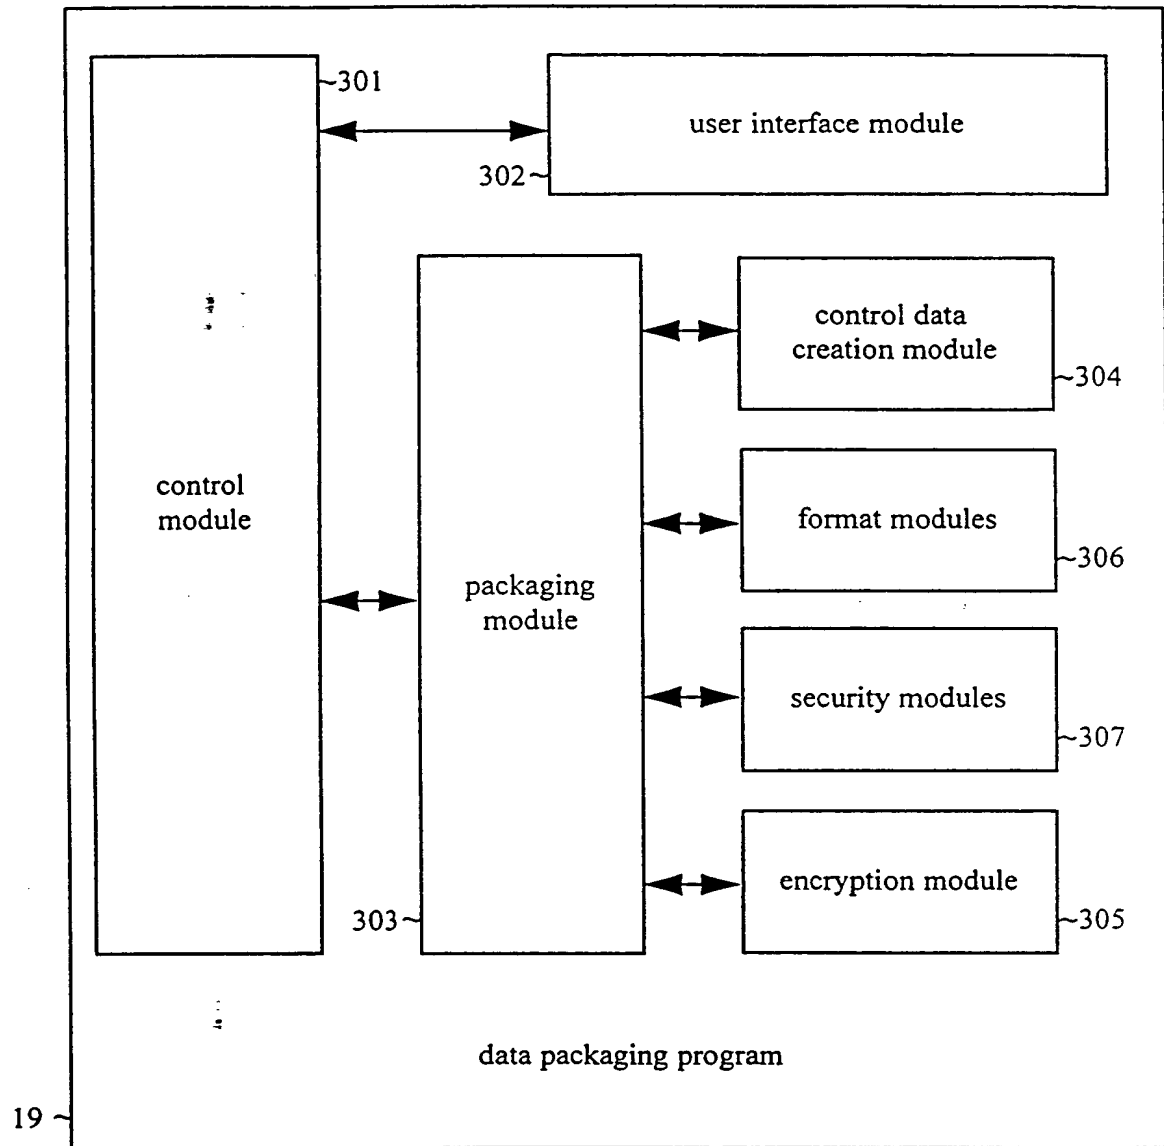 301
user interface module
302
control data
creation module
304
control
module
format modules
306
packaging
module
security modules
307
encryption module
303
305
data packaging program
19